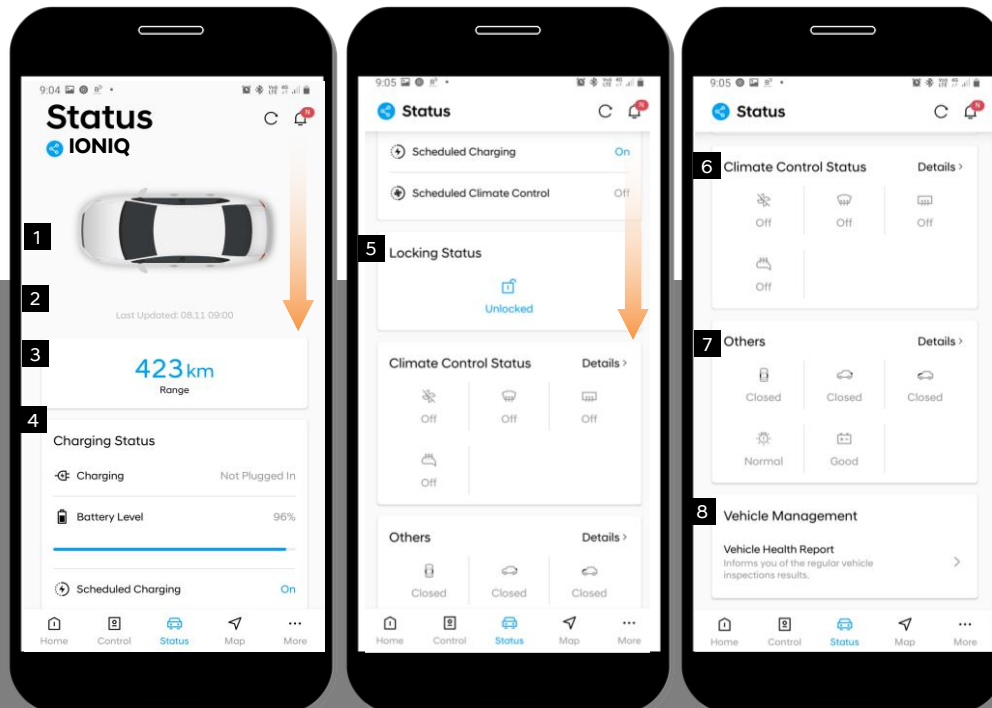 9:04
Status
N
IONIQ
1
2
Last Updated: 08.11 09:00
3
423 km
Range
4
Charging Status
Charging
Not Plugged In
Battery Level
96%
Scheduled Charging
On
Home
Control
Status
Map
More
9:05
Status
N
Scheduled Charging
On
Scheduled Climate Control
Off
5
Locking Status
Unlocked
Climate Control Status
Details >
Off
Off
Off
Off
Others
Details >
Closed
Closed
Closed
Home
Control
Status
Map
More
9:05
Status
N
6
Climate Control Status
Details >
Off
Off
Off
Off
7
Others
Details >
Closed
Closed
Closed
Normal
Good
8
Vehicle Management
Vehicle Health Report
Informs you of the regular vehicle
inspections results.
Home
Control
Status
Map
More